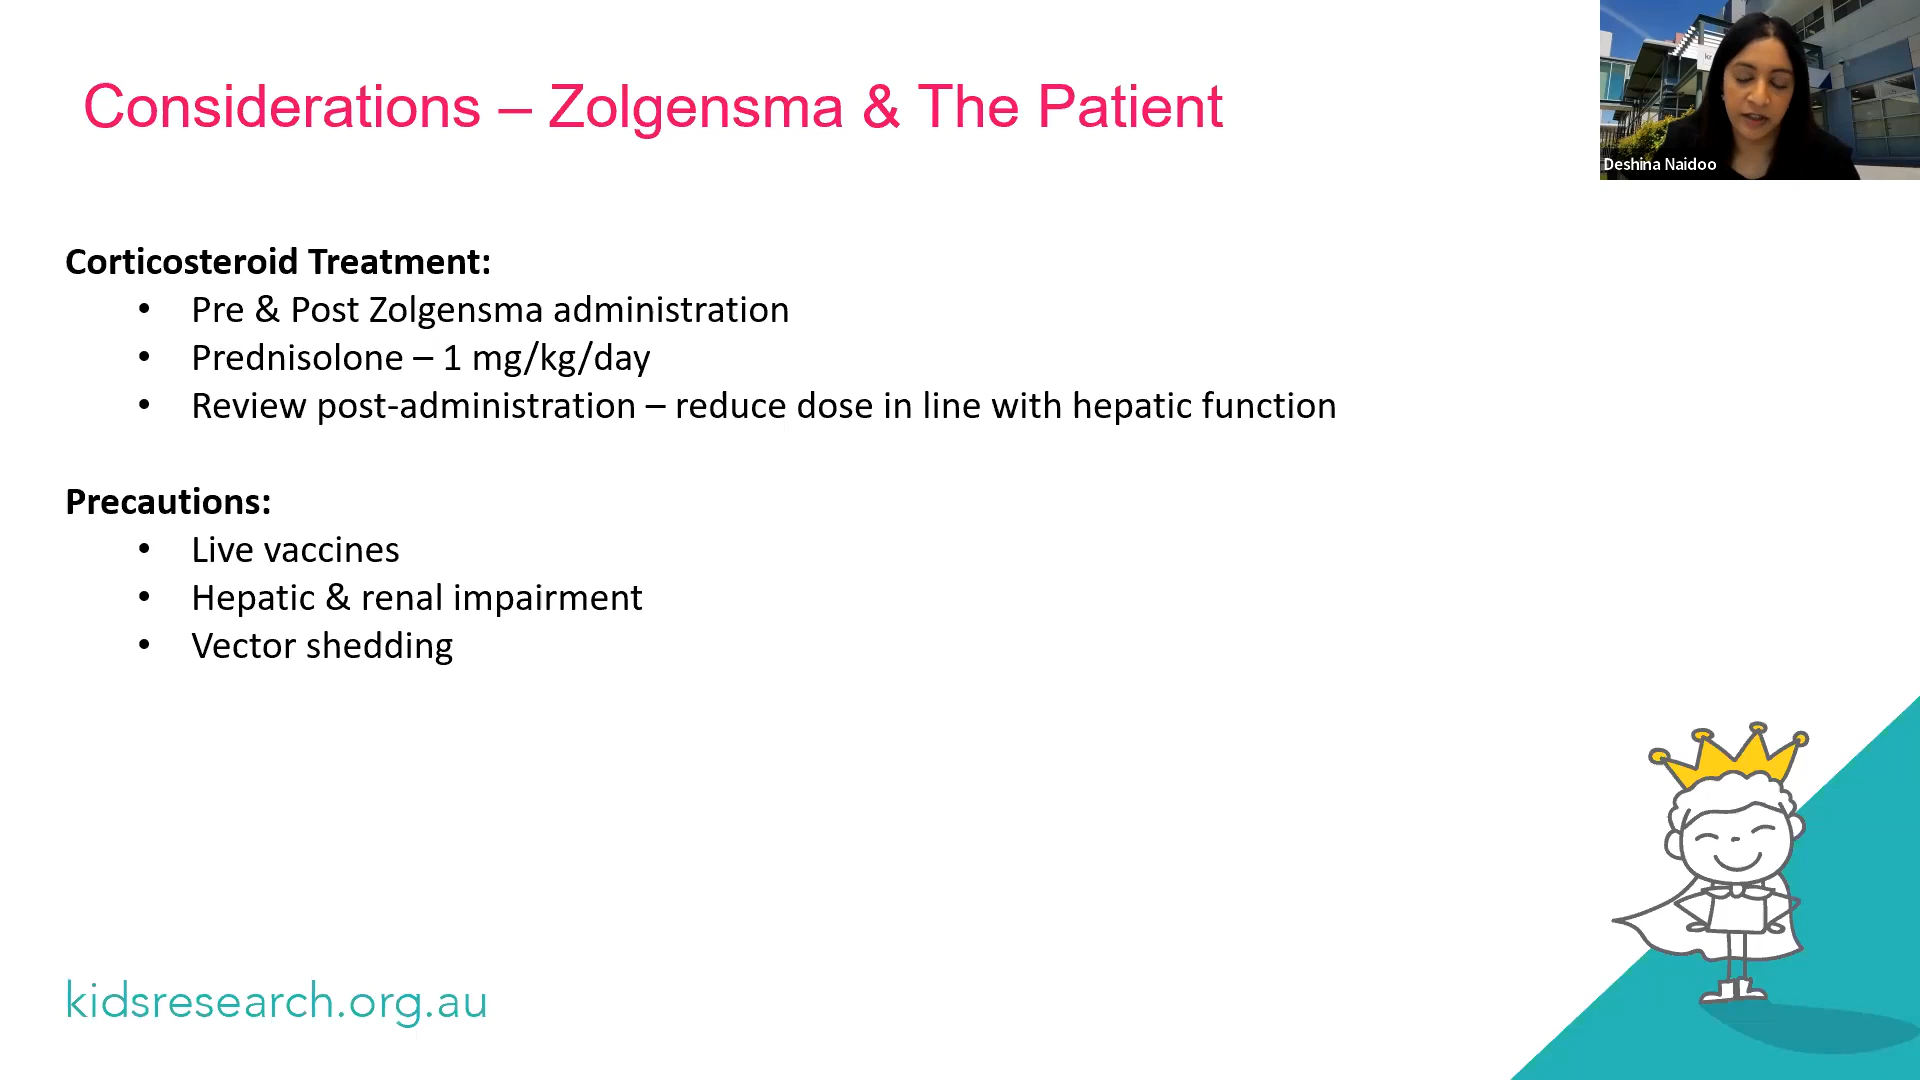 Considerations – Zolgensma & The Patient
Deshina Naidoo
Corticosteroid Treatment:
• Pre & Post Zolgensma administration
• Prednisolone – 1 mg/kg/day
• Review post-administration – reduce dose in line with hepatic function
Precautions:
• Live vaccines
• Hepatic & renal impairment
• Vector shedding
kidsresearch.org.au